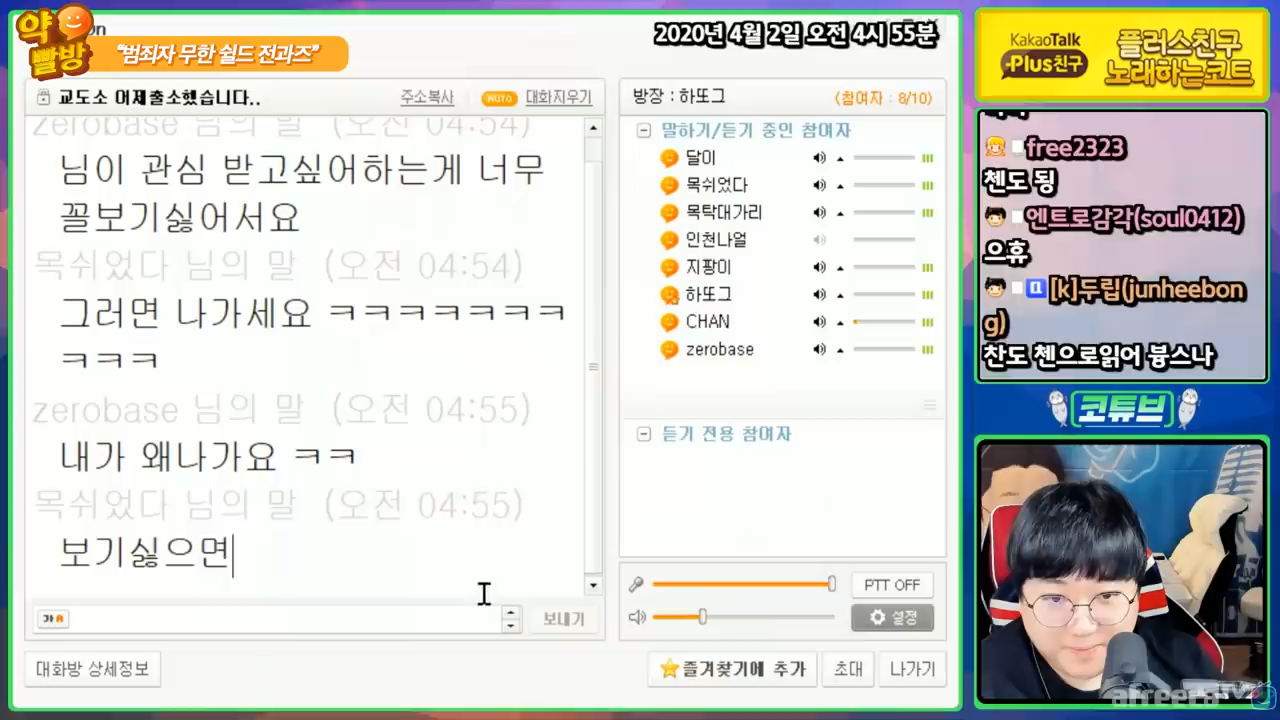 약빨방
“범죄자 무한 쉴드 전과즈”
2020년 4월 2일 오전 4시 55분
교도소 어제출소했습니다..
주소복사
AUTO
대화지우기
zerobase 님의 말 (오전 04:54)
님이 관심 받고싶어하는게 너무
꼴보기싫어서요
목쉬었다 님의 말 (오전 04:54)
그러면 나가세요 ㅋㅋㅋㅋㅋㅋㅋ
ㅋㅋㅋ
zerobase 님의 말 (오전 04:55)
내가 왜나가요 ㅋㅋ
목쉬었다 님의 말 (오전 04:55)
보기싫으면
가
보내기
대화방 상세정보
방장 : 하또그
(참여자 : 8/10)
말하기/듣기 중인 참여자
달이
목쉬었다
목탁대가리
인천나얼
지팡이
하또그
CHAN
zerobase
듣기 전용 참여자
PTT OFF
설정
즐겨찾기에 추가
초대
나가기
KakaoTalk
Plus친구
플러스친구
노래하는코트
free2323
첸도 됭
엔트로감각(soul0412)
으휴
[k]두립(junheebon
g)
찬도 첸으로읽어 븅스나
코튜브
afreecaTV